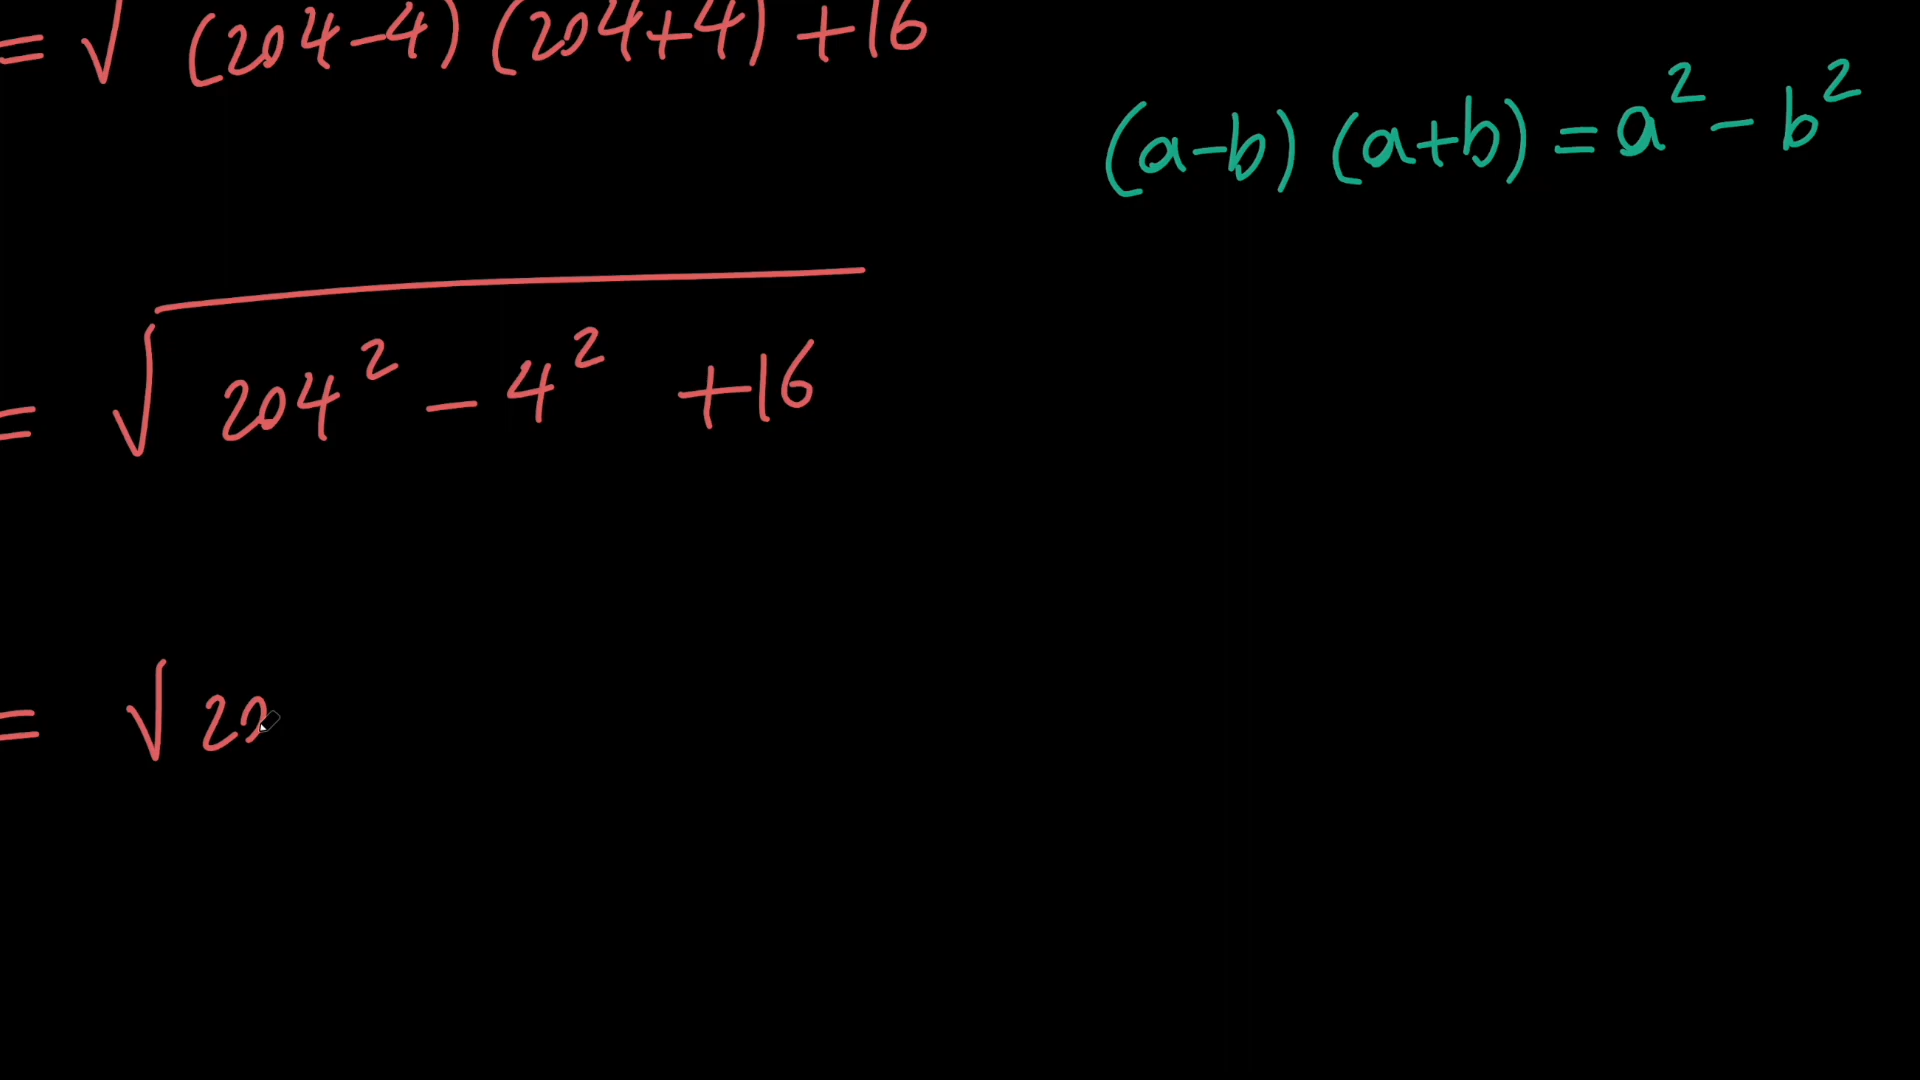 = √ (204-4) (204+4) +16
(a-b) (a+b) = a² - b²
= √ 204² - 4² +16
= √ 20